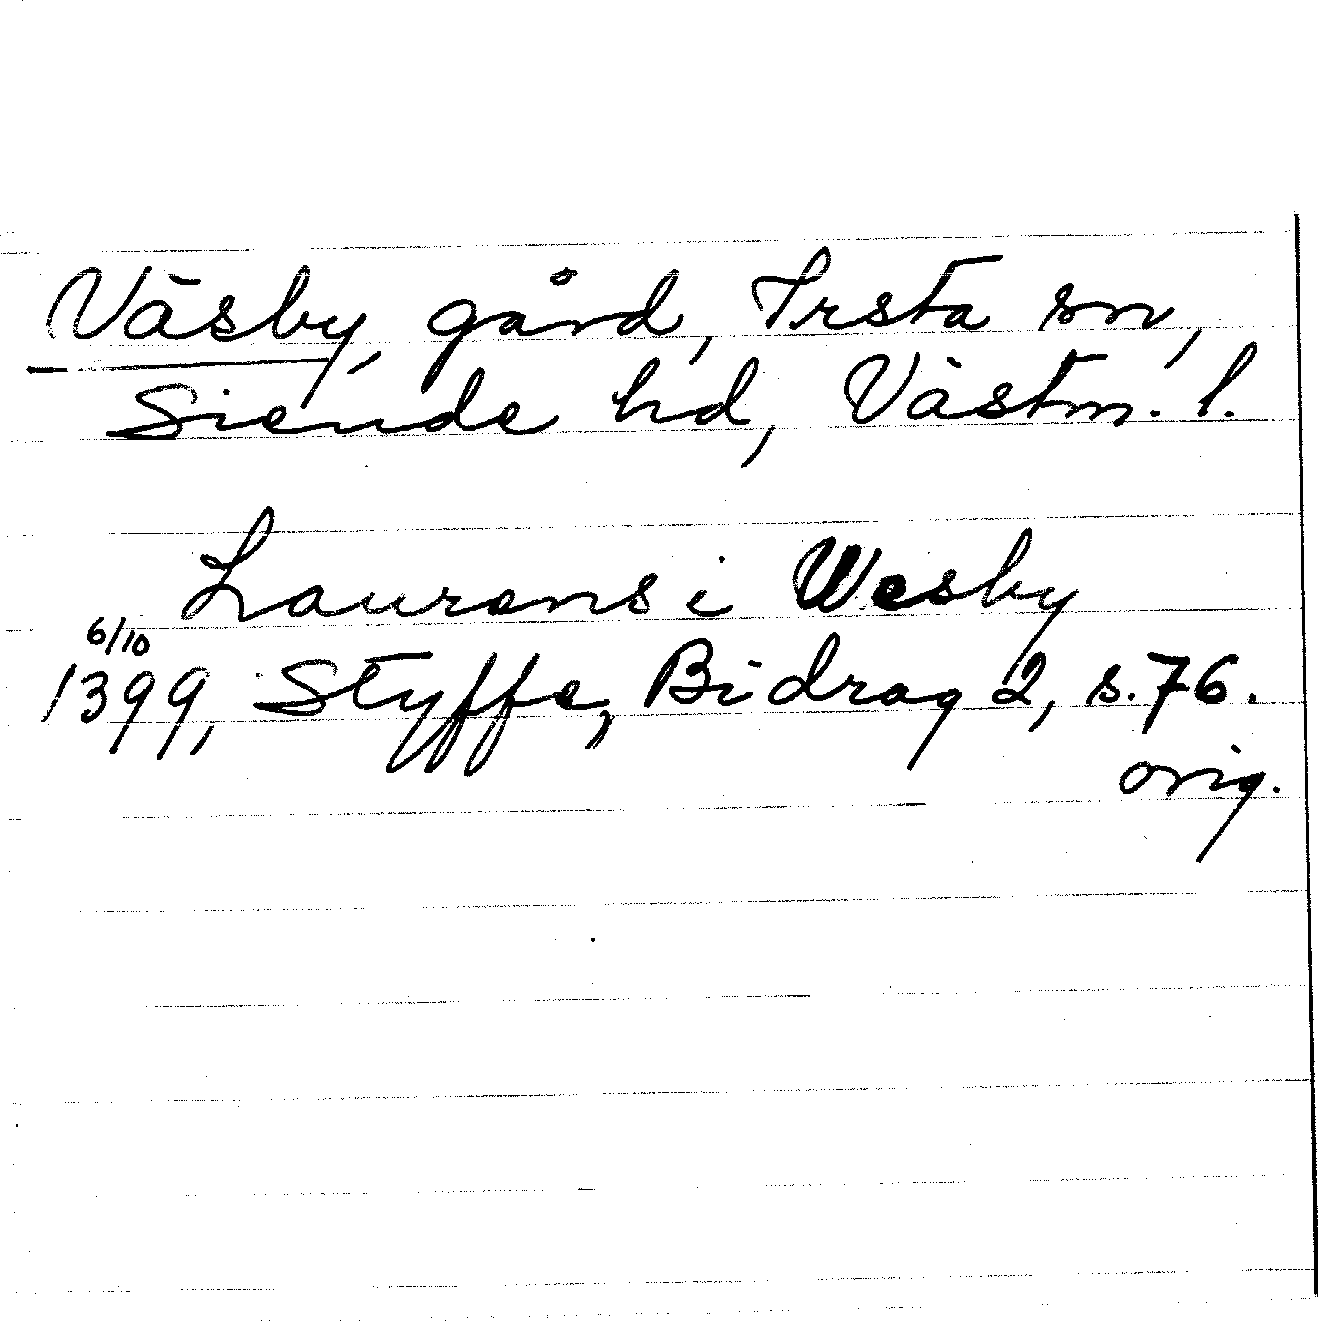 Väsby, gård, Irsta sn,
Siende hd, Västm. l.
Laurens i Wesby
6/10
1399, Styffe, Bidrag 2, s. 76.
orig.